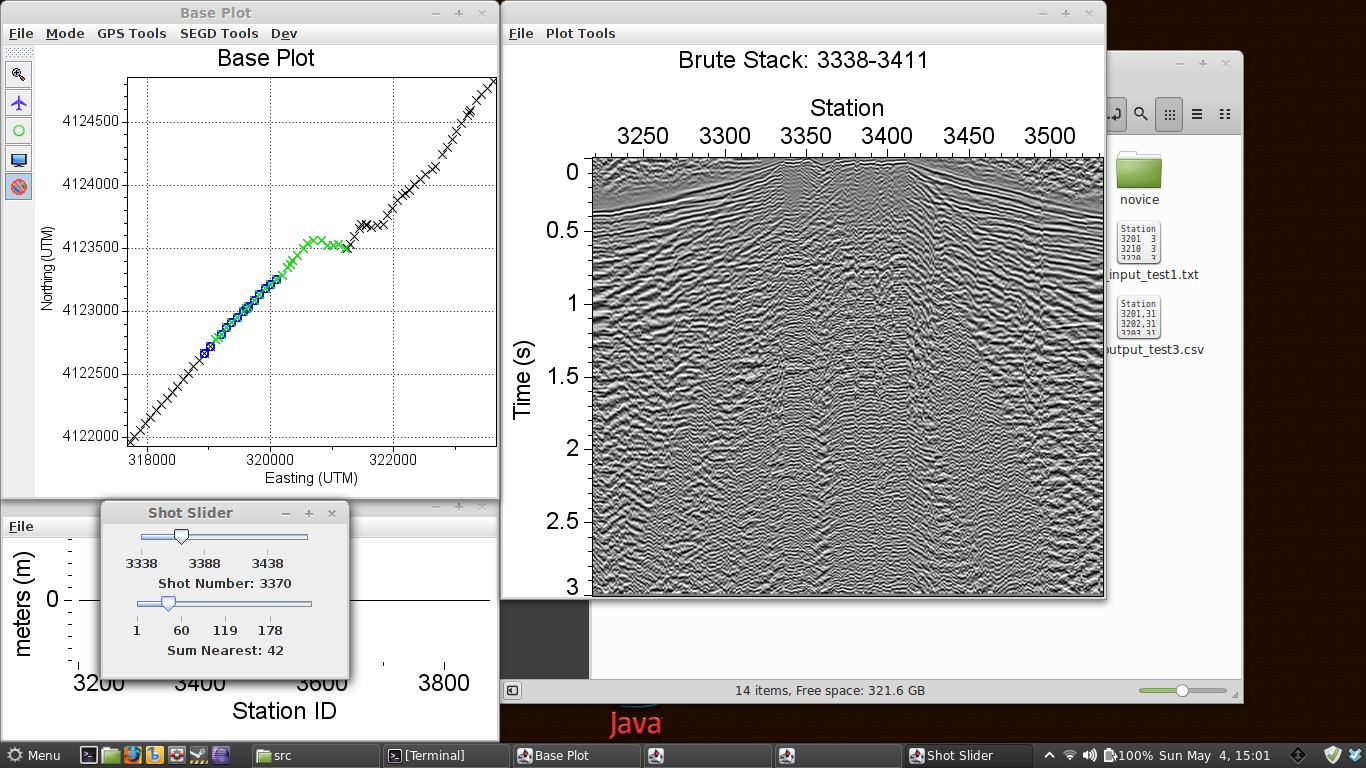 Base Plot
File Mode GPS Tools SEGD Tools Dev
Base Plot
4124500
4124000
4123500
4123000
4122500
4122000
Northing (UTM)
318000 320000 322000
Easting (UTM)
File Plot Tools
Brute Stack: 3338-3411
Station
3250 3300 3350 3400 3450 3500
0
0.5
1
1.5
2
2.5
3
Time (s)
novice
Station
3201 3
3210 3
3220 3
_input_test1.txt
Station
3201,31
3202,31
3203,31
output_test3.csv
14 items, Free space: 321.6 GB
Java
File
meters (m)
0
3200 3400 3600 3800
Station ID
Shot Slider
3338 3388 3438
Shot Number: 3370
1 60 119 178
Sum Nearest: 42
Menu src [Terminal] Base Plot Shot Slider 100% Sun May 4, 15:01